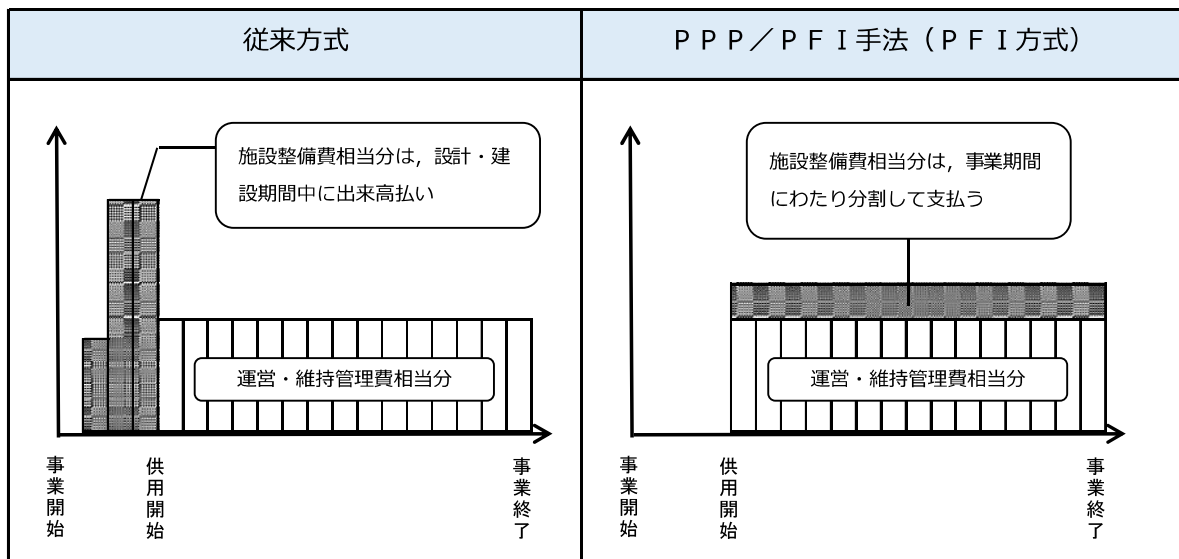 従来方式
PPP/PFI手法（PFI方式）
施設整備費相当分は，設計・建
設期間中に出来高払い
運営・維持管理費相当分
事業開始
供用開始
事業終了
施設整備費相当分は，事業期間
にわたり分割して支払う
運営・維持管理費相当分
事業開始
供用開始
事業終了